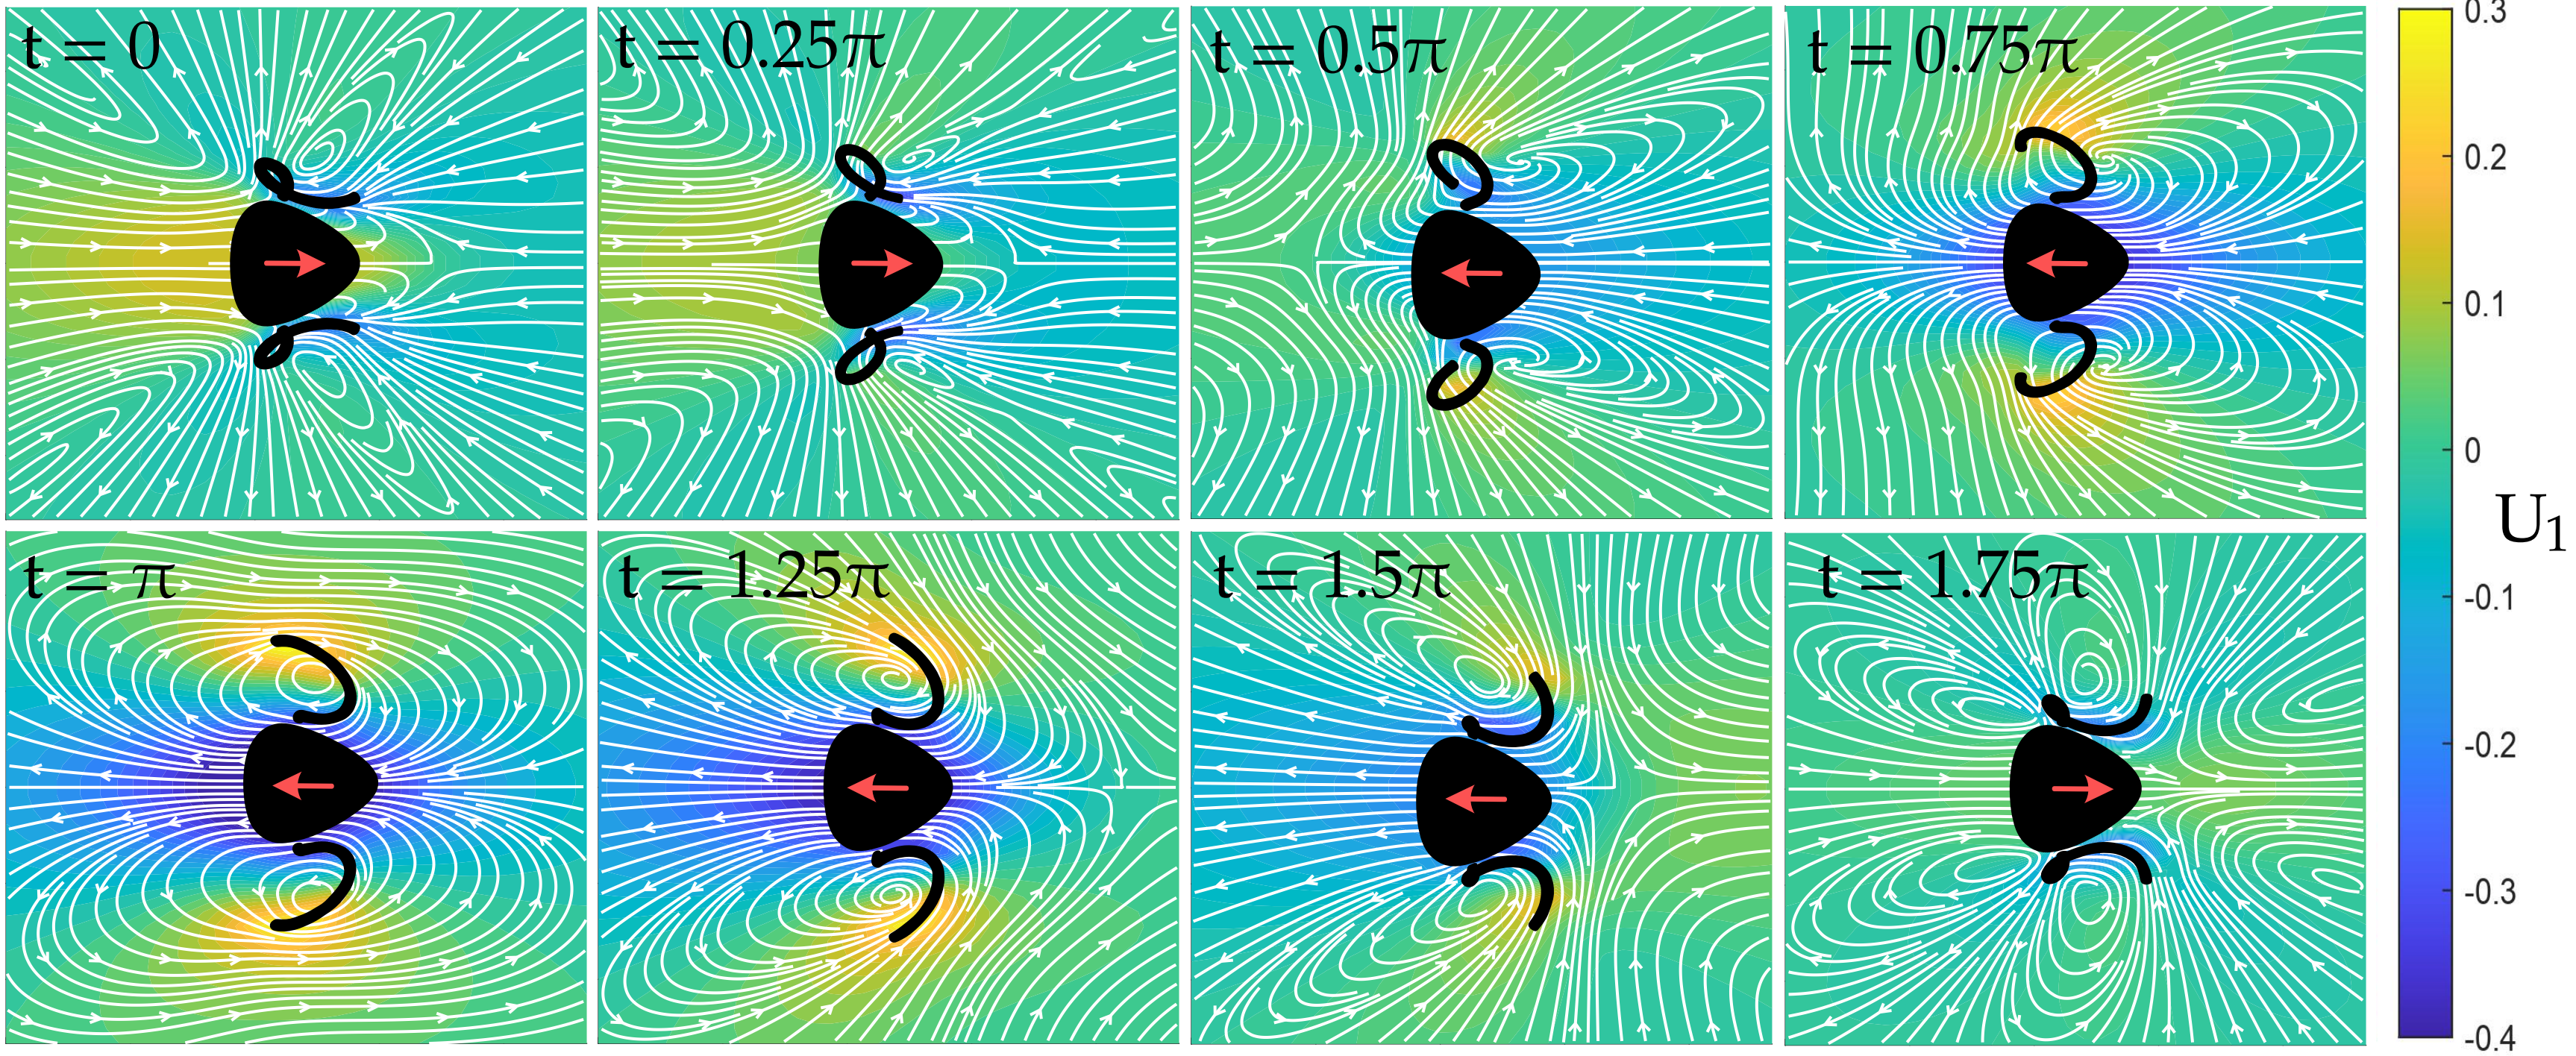 t = 0
t = 0.25π
t = 0.5π
t = 0.75π
t = π
t = 1.25π
t = 1.5π
t = 1.75π
0.3
0.2
0.1
0
-0.1
-0.2
-0.3
-0.4
U₁